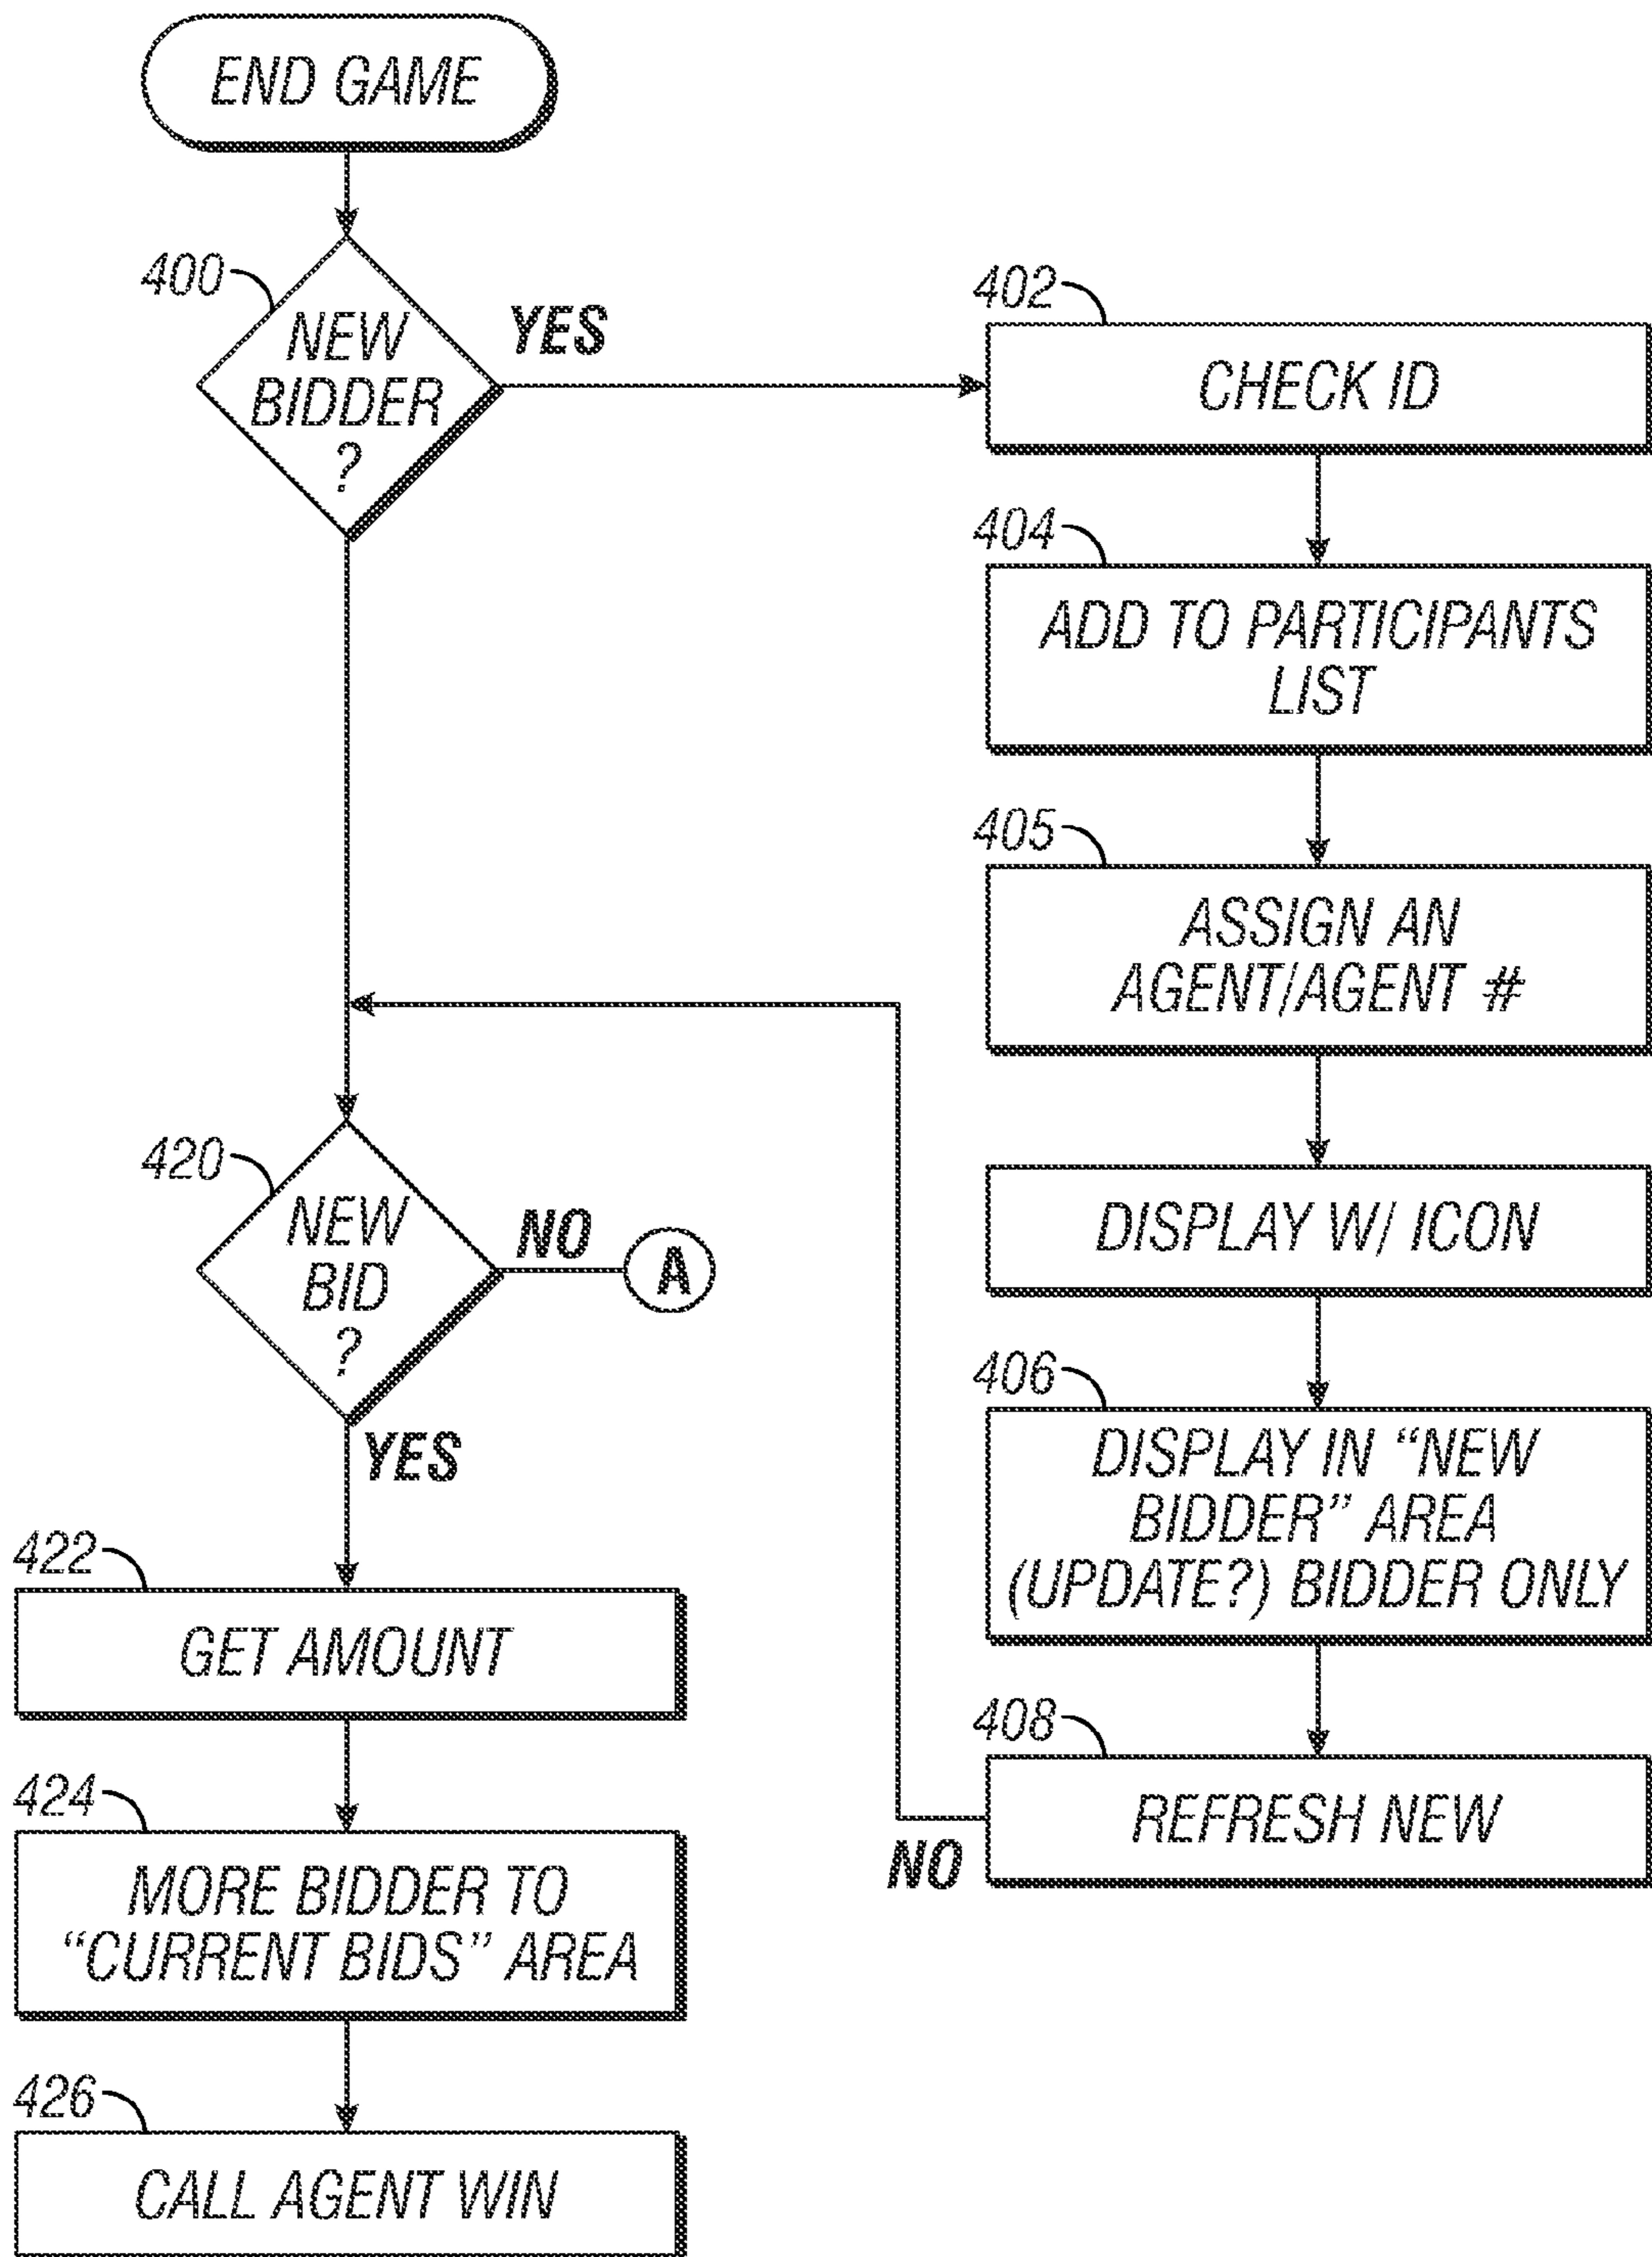 END GAME
400
NEW
BIDDER
?
YES
402
CHECK ID
404
ADD TO PARTICIPANTS
LIST
405
ASSIGN AN
AGENT/AGENT #
DISPLAY W/ ICON
406
DISPLAY IN “NEW
BIDDER” AREA
(UPDATE?) BIDDER ONLY
408
REFRESH NEW
NO
420
NEW
BID
?
NO
A
YES
422
GET AMOUNT
424
MORE BIDDER TO
“CURRENT BIDS” AREA
426
CALL AGENT WIN